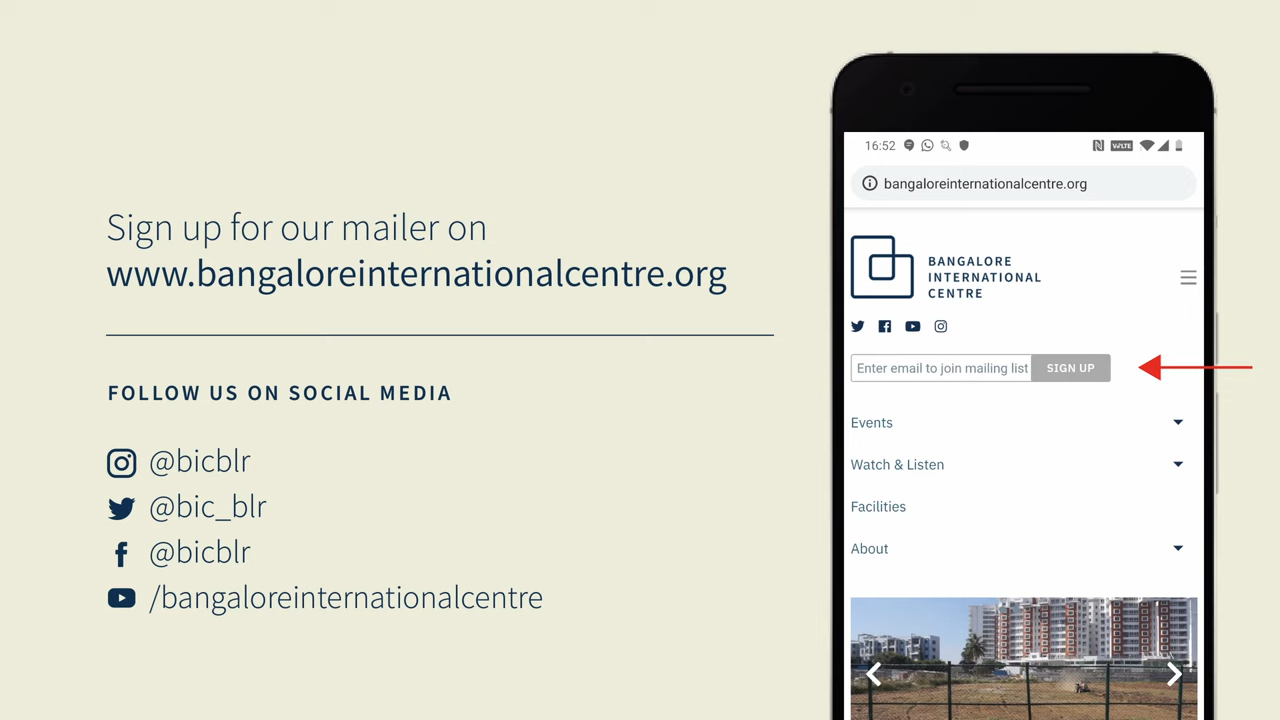 Sign up for our mailer on
www.bangaloreinternationalcentre.org
FOLLOW US ON SOCIAL MEDIA
@bicblr
@bic_blr
@bicblr
/bangaloreinternationalcentre
16:52
VoLTE
bangaloreinternationalcentre.org
BANGALORE
INTERNATIONAL
CENTRE
Enter email to join mailing list
SIGN UP
Events
Watch & Listen
Facilities
About